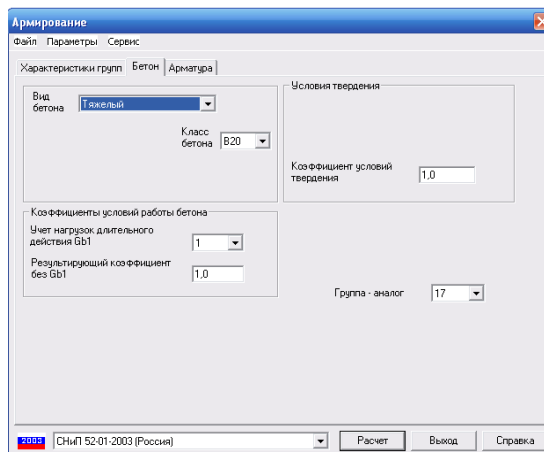 Армирование
Файл Параметры Сервис
Характеристики групп Бетон Арматура
Вид бетона Тяжелый
Класс бетона B20
Условия твердения
Коэффициент условий твердения 1,0
Коэффициенты условий работы бетона
Учет нагрузок длительного действия Gb1 1
Результирующий коэффициент без Gb1 1,0
Группа - аналог 17
2003 СНиП 52-01-2003 (Россия) Расчет Выход Справка